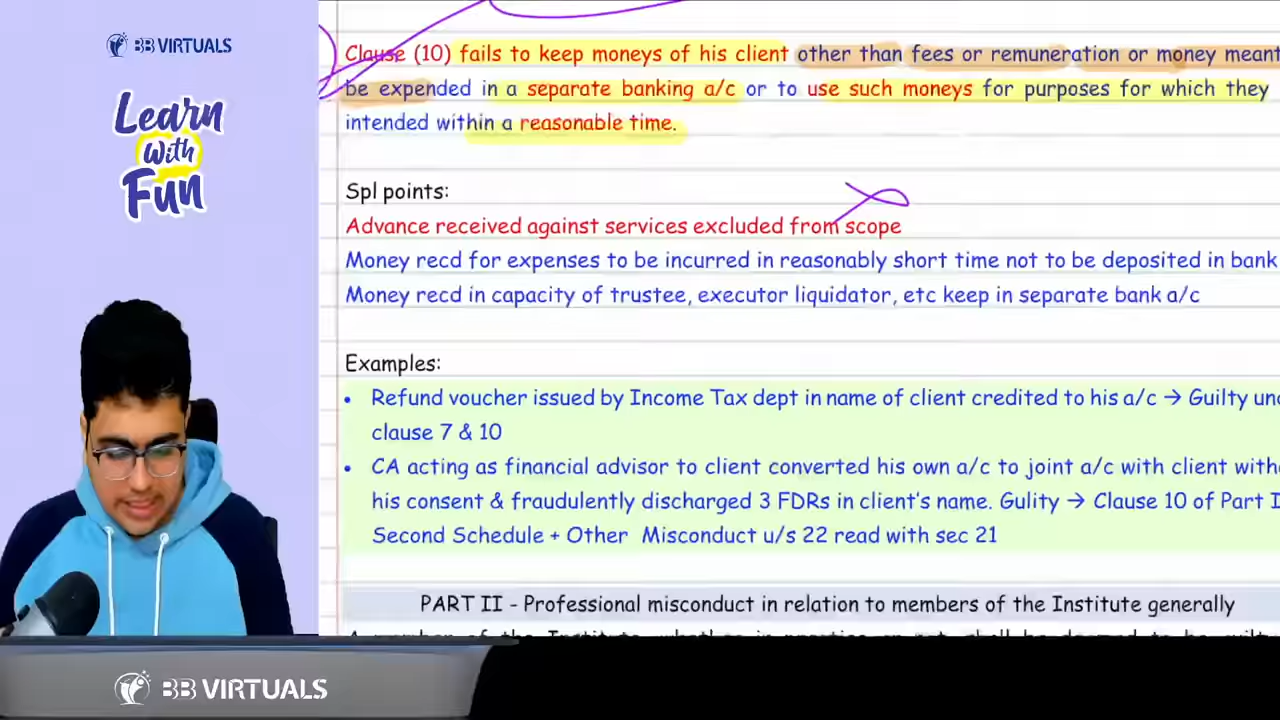 BB VIRTUALS
Learn
With
Fun
Clause (10) fails to keep moneys of his client other than fees or remuneration or money meant
be expended in a separate banking a/c or to use such moneys for purposes for which they
intended within a reasonable time.
Spl points:
Advance received against services excluded from scope
Money recd for expenses to be incurred in reasonably short time not to be deposited in bank
Money recd in capacity of trustee, executor liquidator, etc keep in separate bank a/c
Examples:
• Refund voucher issued by Income Tax dept in name of client credited to his a/c → Guilty
clause 7 & 10
• CA acting as financial advisor to client converted his own a/c to joint a/c with client
his consent & fraudulently discharged 3 FDRs in client's name. Gulity → Clause 10 of Part
Second Schedule + Other Misconduct u/s 22 read with sec 21
PART II - Professional misconduct in relation to members of the Institute generally
BB VIRTUALS